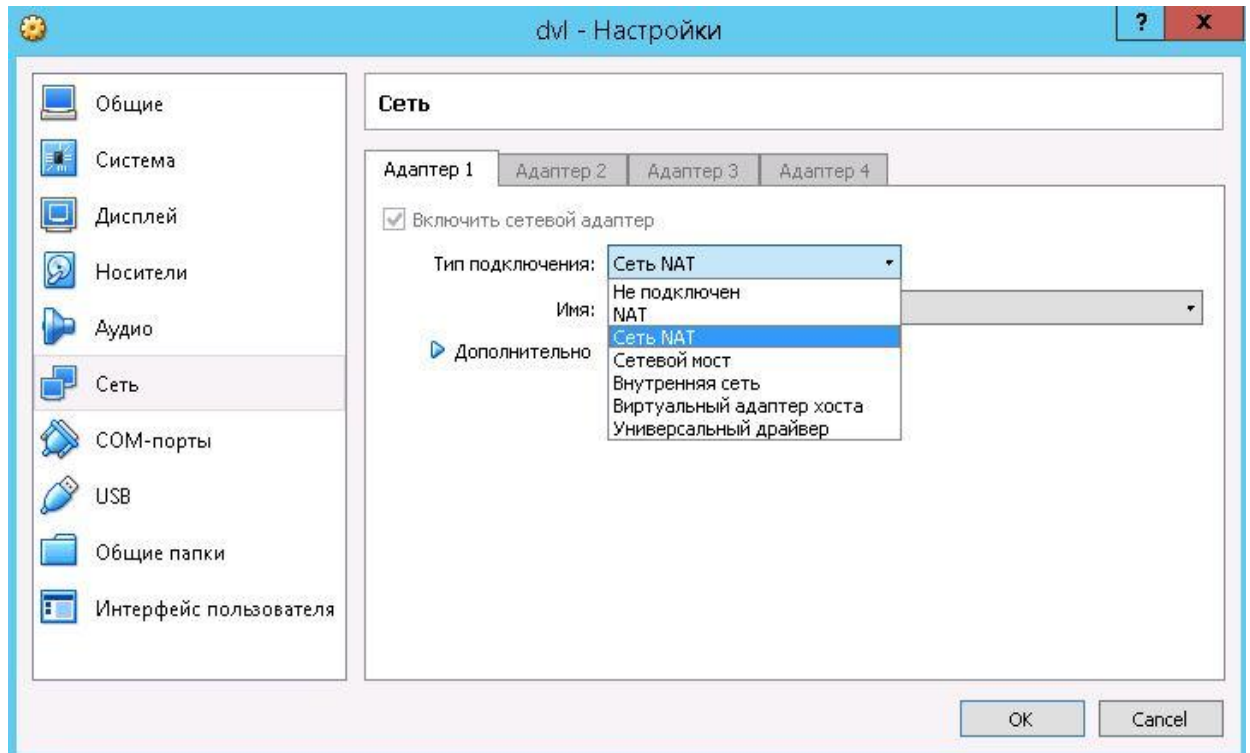 dvl - Настройки
? x
Общие
Система
Дисплей
Носители
Аудио
Сеть
COM-порты
USB
Общие папки
Интерфейс пользователя
Сеть
Адаптер 1 Адаптер 2 Адаптер 3 Адаптер 4
Включить сетевой адаптер
Тип подключения: Сеть NAT
Имя:
Дополнительно
Не подключен
NAT
Сеть NAT
Сетевой мост
Внутренняя сеть
Виртуальный адаптер хоста
Универсальный драйвер
OK Cancel